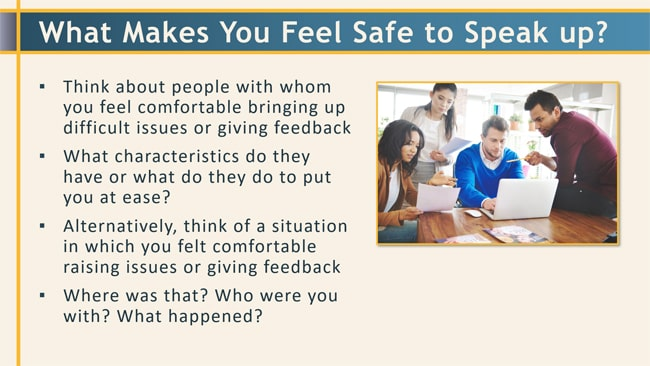 What Makes You Feel Safe to Speak up?
▪ Think about people with whom
you feel comfortable bringing up
difficult issues or giving feedback
▪ What characteristics do they
have or what do they do to put
you at ease?
▪ Alternatively, think of a situation
in which you felt comfortable
raising issues or giving feedback
▪ Where was that? Who were you
with? What happened?